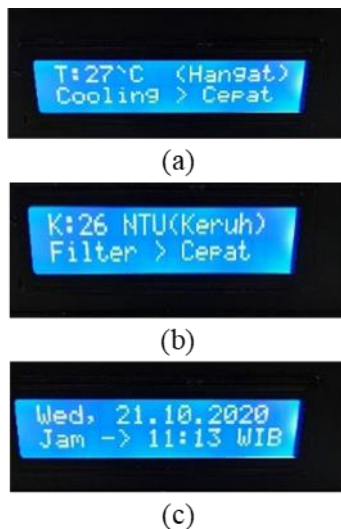 T:27`C (Hangat)
Cooling > Cepat
(a)
K:26 NTU(Keruh)
Filter > Cepat
(b)
Wed, 21.10.2020
Jam -> 11:13 WIB
(c)